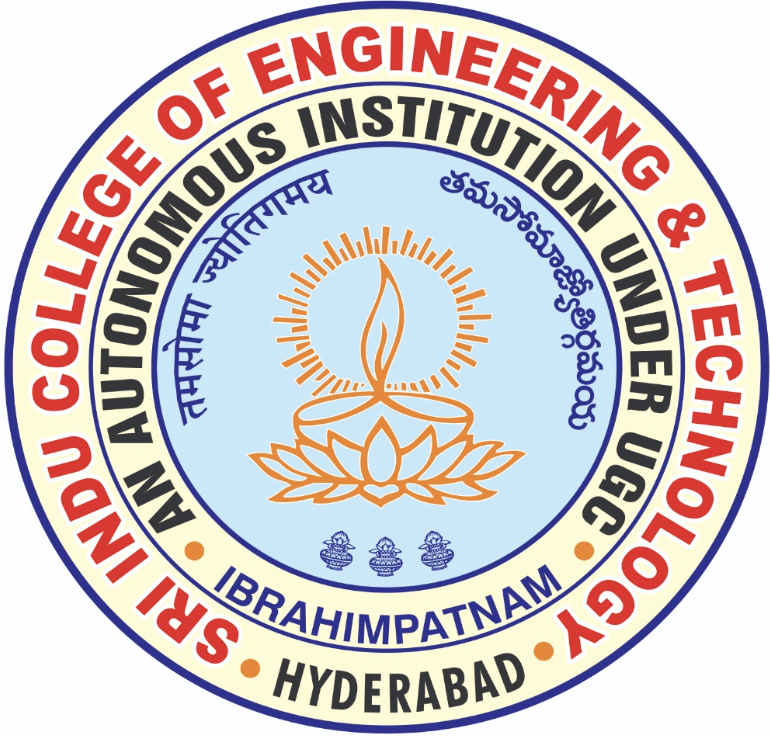 SRI INDU COLLEGE OF ENGINEERING & TECHNOLOGY
AN AUTONOMOUS INSTITUTION UNDER UGC
तमसोमा ज्योतिगमय
తమసోమాజ్యోతిర్గమయ
IBRAHIMPATNAM
HYDERABAD